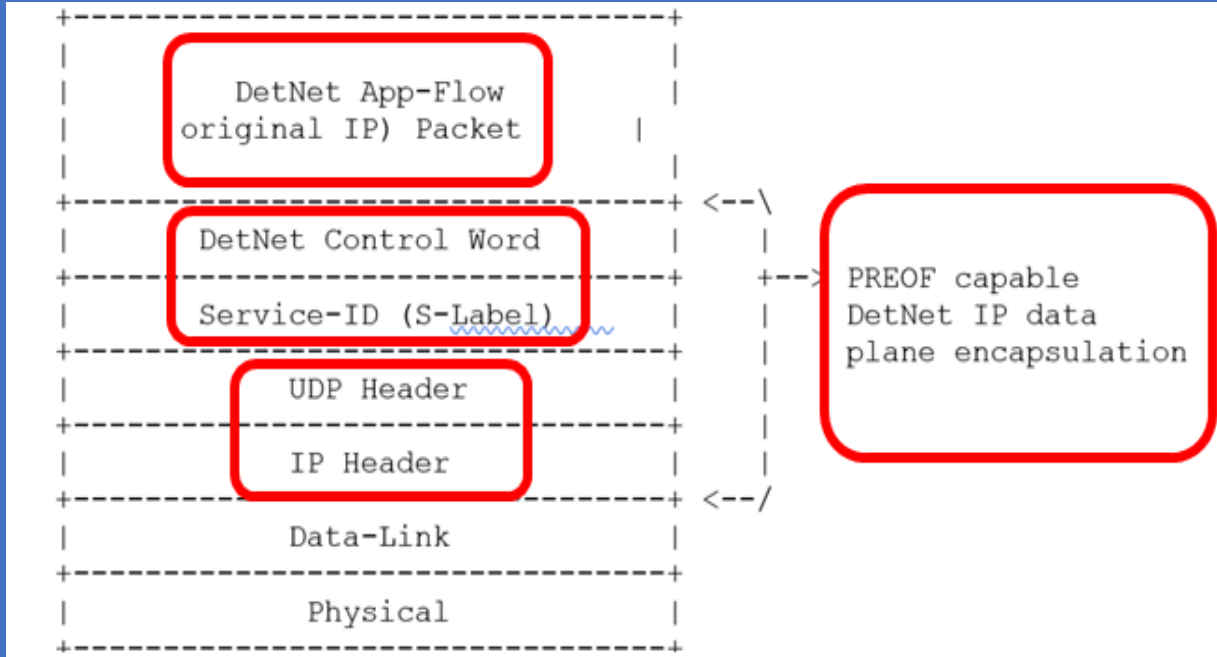 DetNet App-Flow
original IP) Packet
DetNet Control Word
Service-ID (S-Label)
UDP Header
IP Header
Data-Link
Physical
PREOF capable
DetNet IP data
plane encapsulation